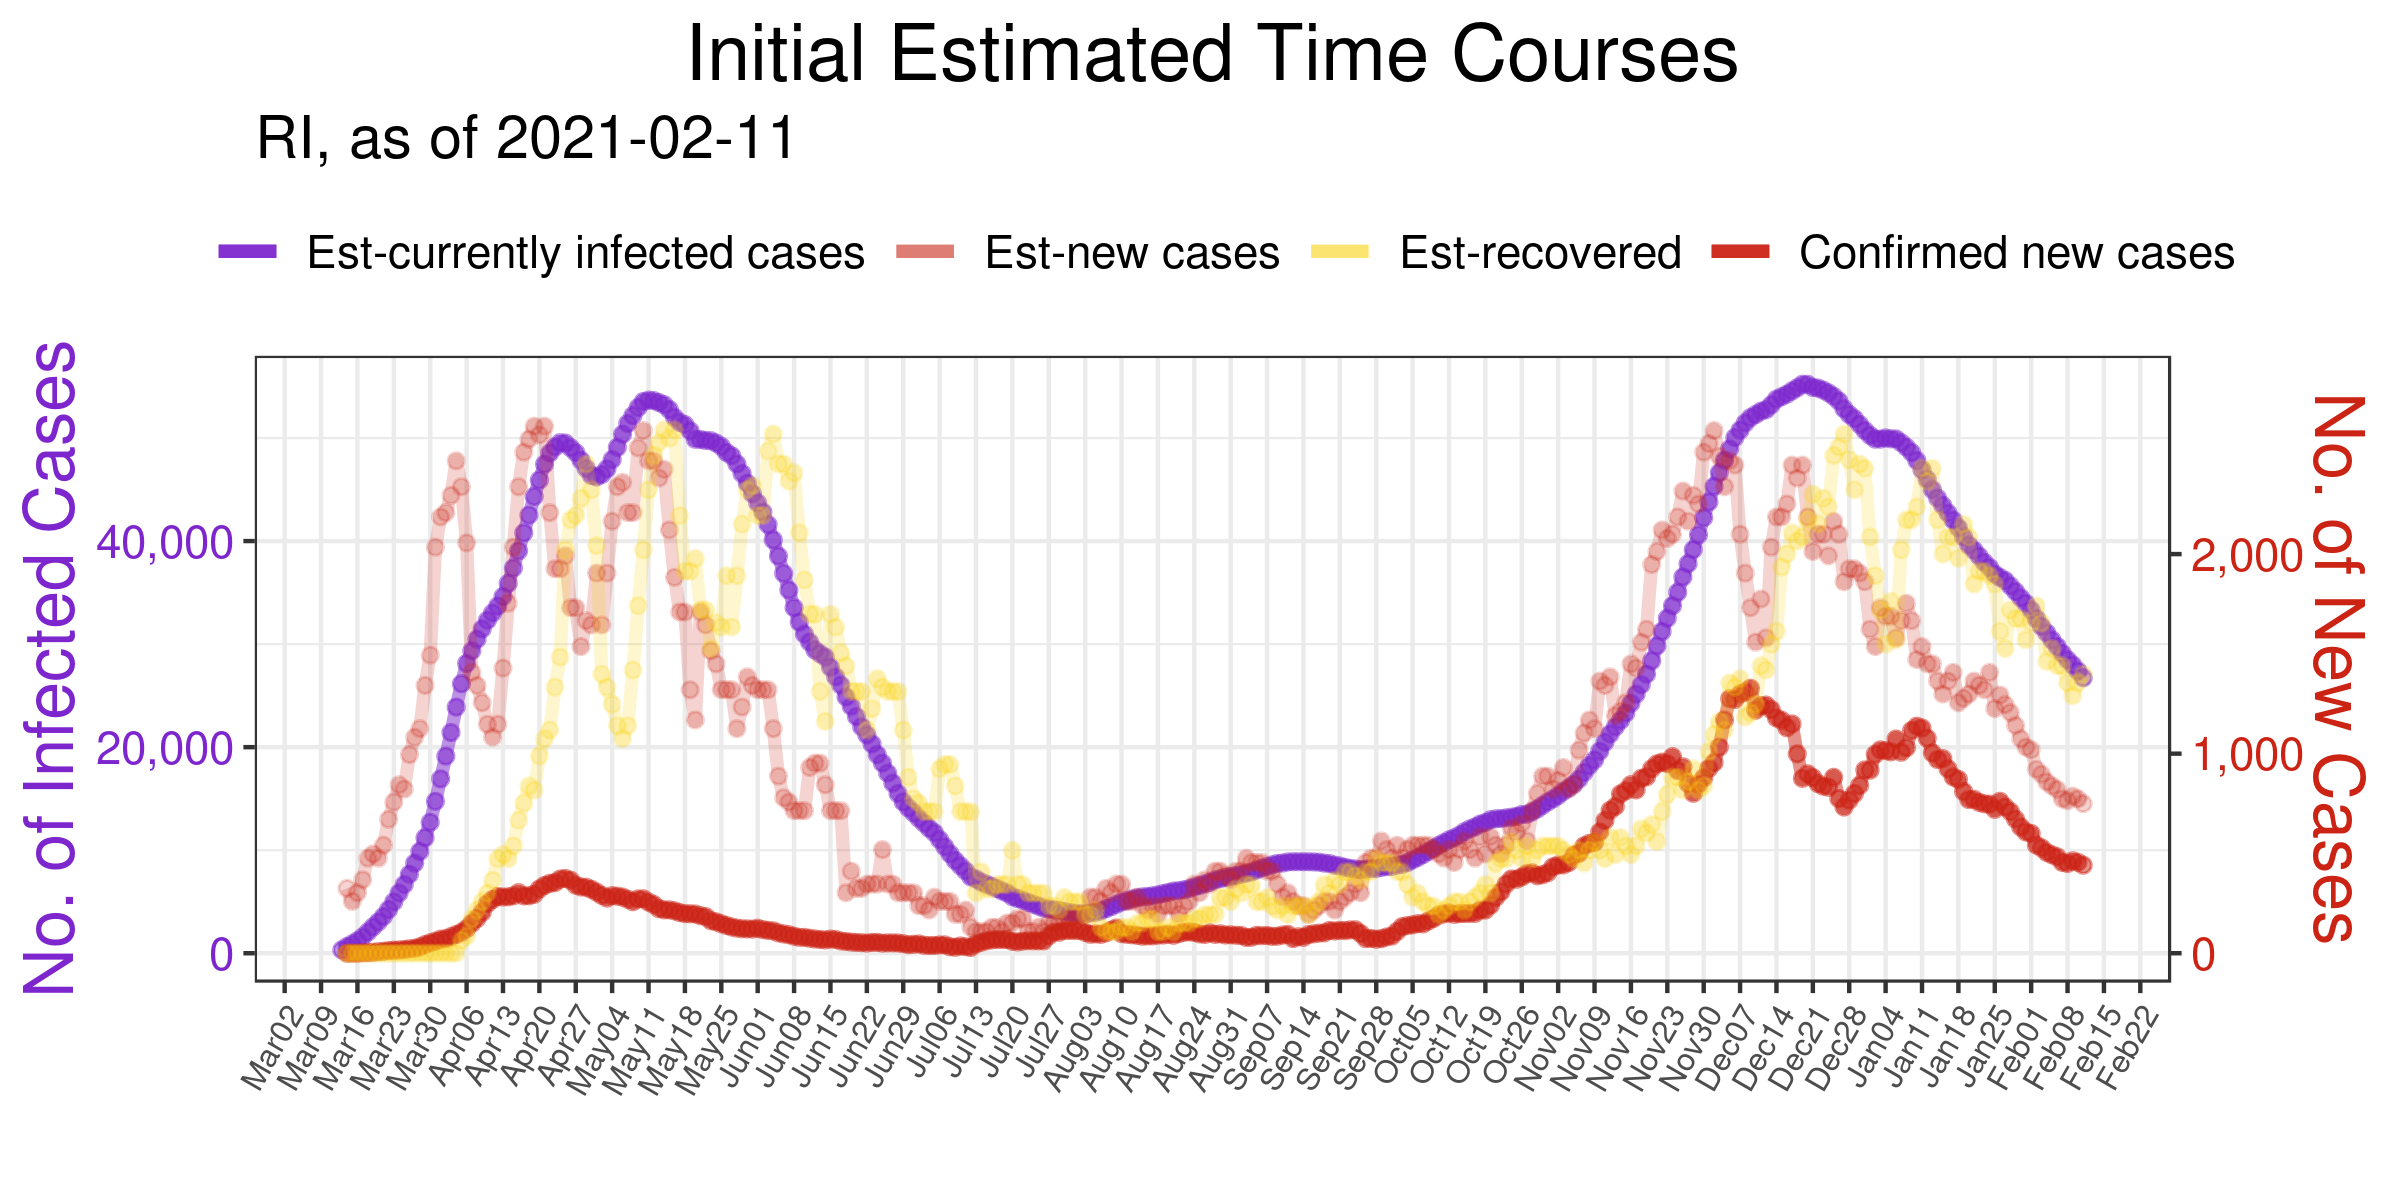 Initial Estimated Time Courses
RI, as of 2021-02-11
Est-currently infected cases
Est-new cases
Est-recovered
Confirmed new cases
No. of Infected Cases
40,000
20,000
0
2,000
1,000
0
No. of New Cases
Mar02
Mar09
Mar16
Mar23
Mar30
Apr06
Apr13
Apr20
Apr27
May04
May11
May18
May25
Jun01
Jun08
Jun15
Jun22
Jun29
Jul06
Jul13
Jul20
Jul27
Aug03
Aug10
Aug17
Aug24
Aug31
Sep07
Sep14
Sep21
Sep28
Oct05
Oct12
Oct19
Oct26
Nov02
Nov09
Nov16
Nov23
Nov30
Dec07
Dec14
Dec21
Dec28
Jan04
Jan11
Jan18
Jan25
Feb01
Feb08
Feb15
Feb22